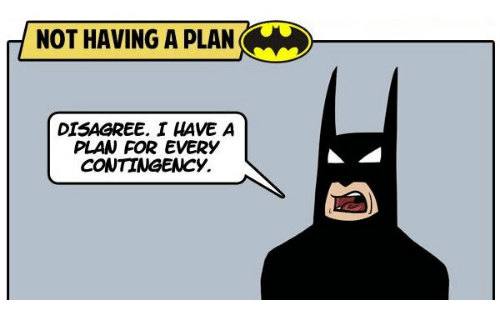 NOT HAVING A PLAN
DISAGREE. I HAVE A
PLAN FOR EVERY
CONTINGENCY.